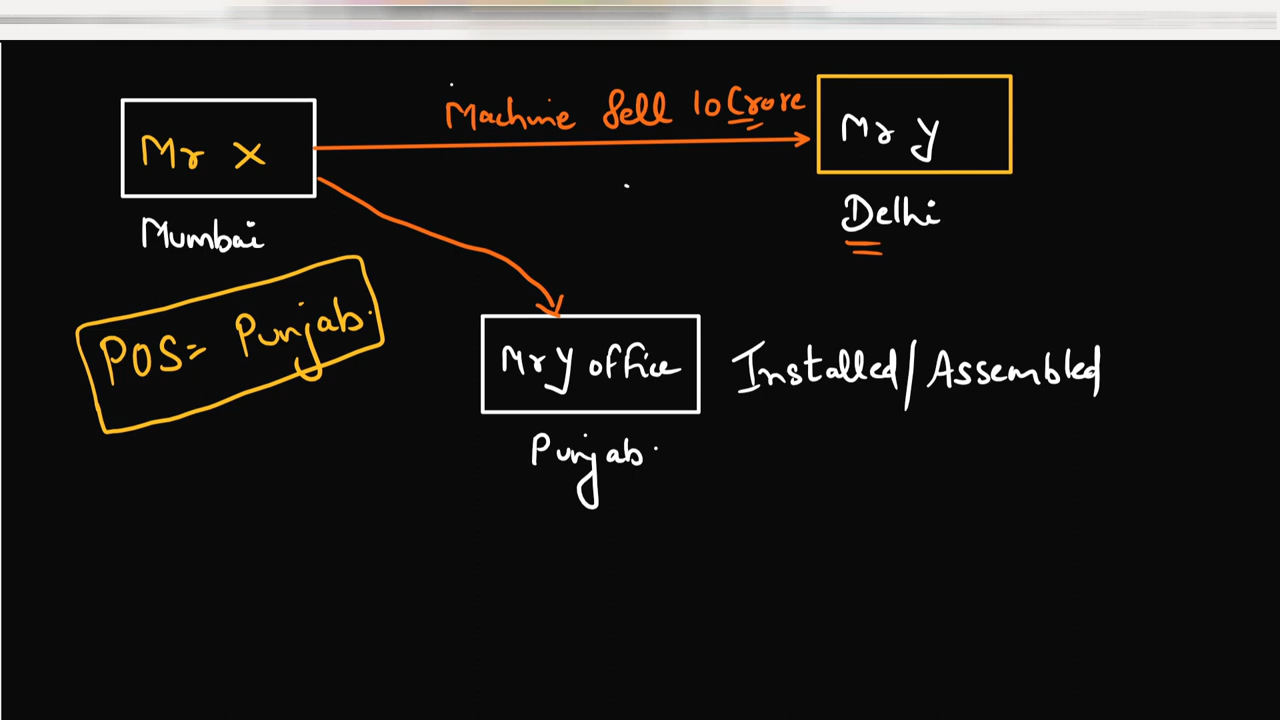 Machine Sell 10 Crore
Mr X
Mr y
Mumbai
Delhi
POS= Punjab.
Mr y office
Installed/Assembled
Punjab.